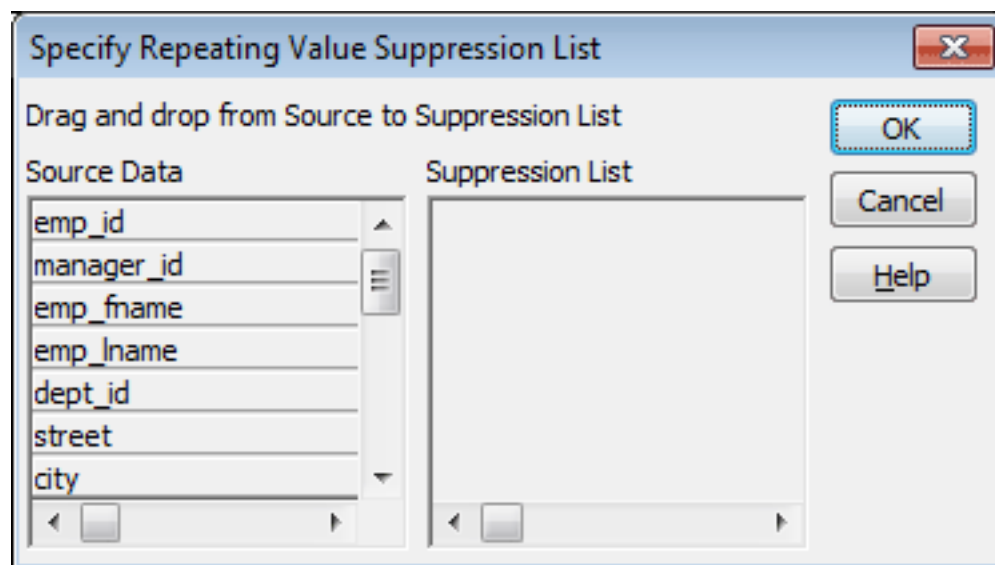 Specify Repeating Value Suppression List
Drag and drop from Source to Suppression List
OK
Source Data
Suppression List
Cancel
emp_id
manager_id
Help
emp_fname
emp_lname
dept_id
street
city